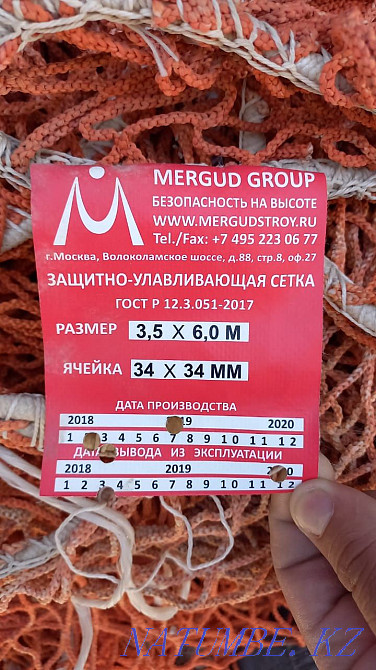 MERGUD GROUP
БЕЗОПАСНОСТЬ НА ВЫСОТЕ
WWW.MERGUDSTROY.RU
Tel./Fax: +7 495 223 06 77
г.Москва, Волоколамское шоссе, д.88, стр.8, оф.27
ЗАЩИТНО-УЛАВЛИВАЮЩАЯ СЕТКА
ГОСТ Р 12.3.051-2017
РАЗМЕР 3,5 X 6,0 М
ЯЧЕЙКА 34 X 34 ММ
ДАТА ПРОИЗВОДСТВА
2018 2020
1 3 4 5 6 7 8 9 10 11 12
ДАТА ВЫВОДА ИЗ ЭКСПЛУАТАЦИИ
2018 2019
1 2 3 4 5 6 7 8 9 10 11 12
NATUMBE.KZ